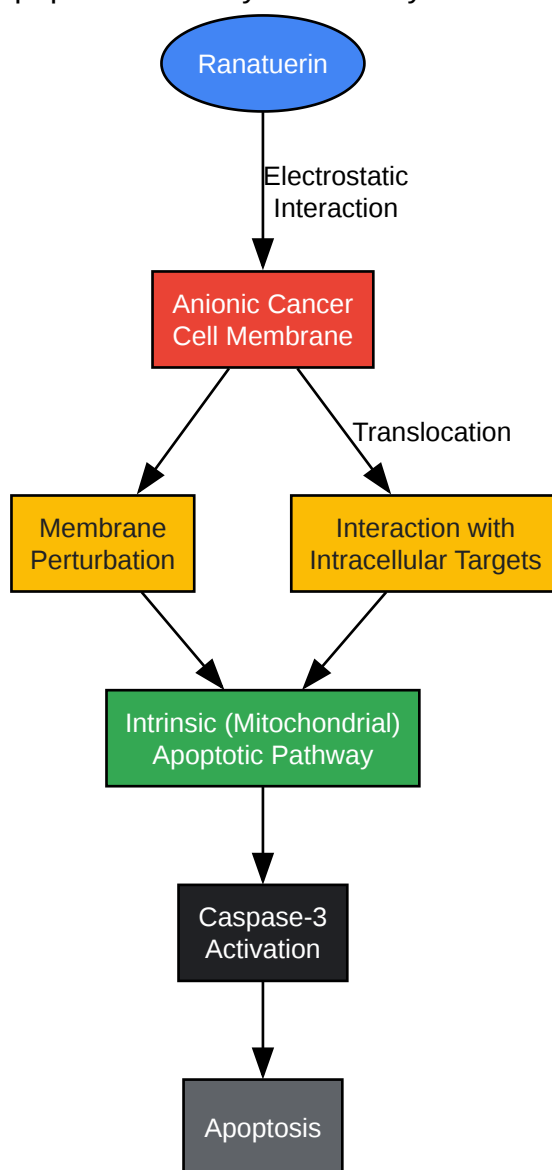 Ranatuerin
Electrostatic
Interaction
Anionic Cancer
Cell Membrane
Translocation
Membrane
Perturbation
Interaction with
Intracellular Targets
Intrinsic (Mitochondrial)
Apoptotic Pathway
Caspase-3
Activation
Apoptosis